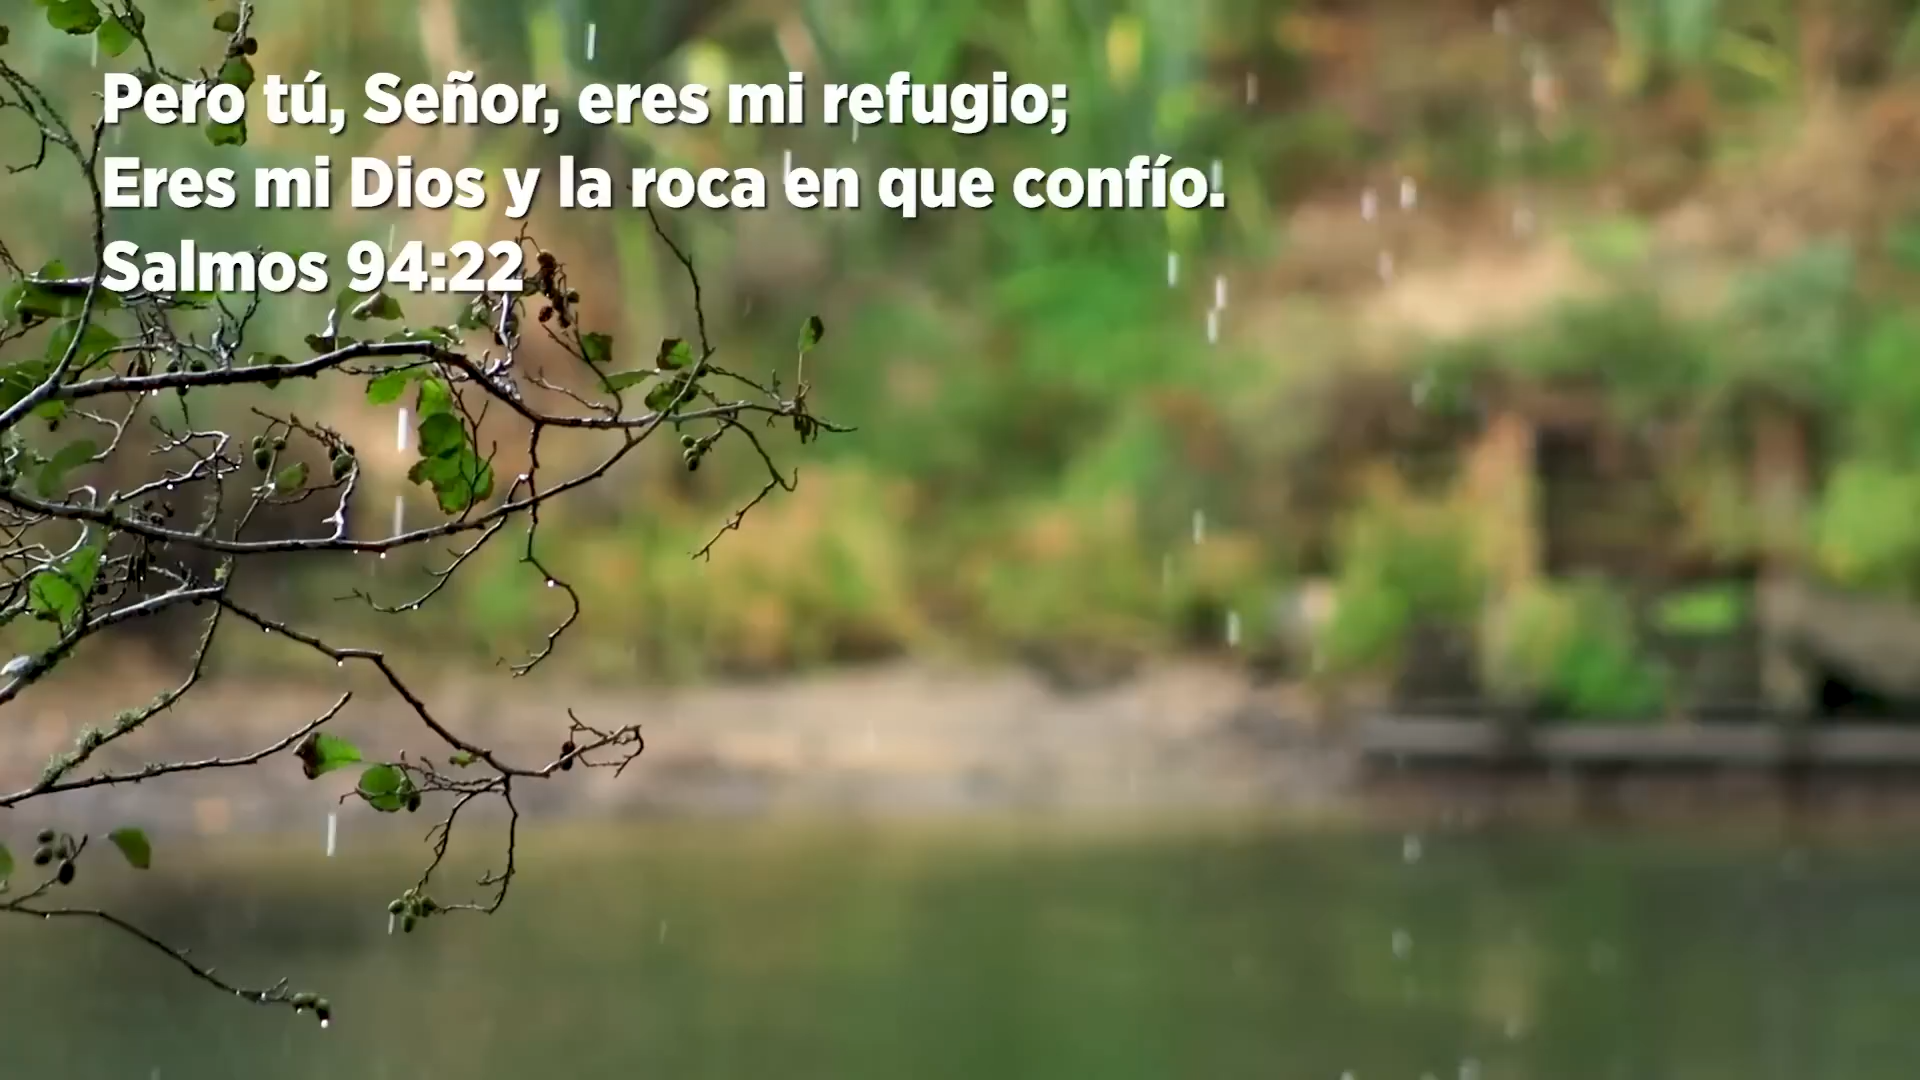 Pero tú, Señor, eres mi refugio;
Eres mi Dios y la roca en que confío.
Salmos 94:22